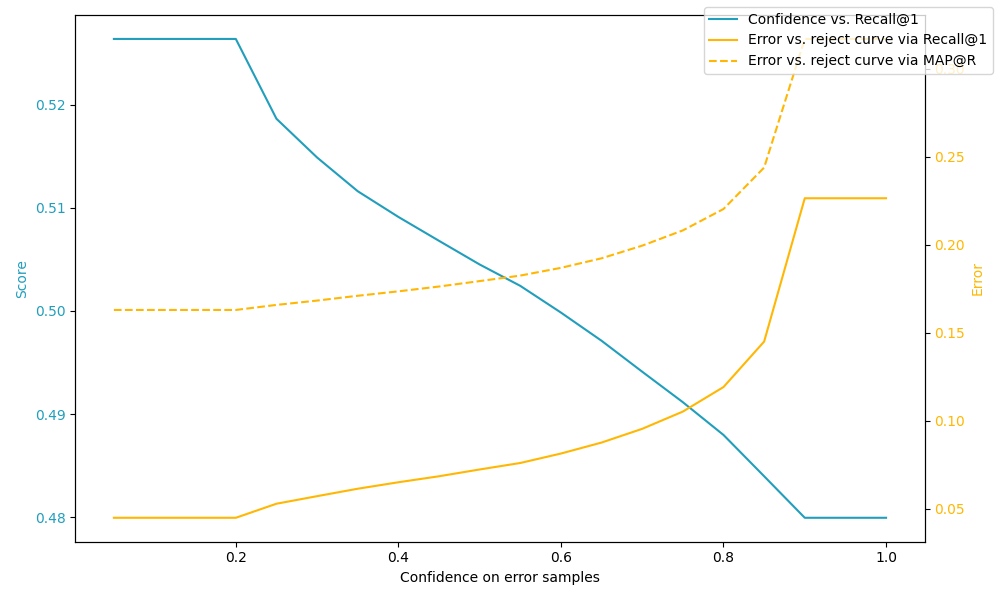 Confidence vs. Recall@1
Error vs. reject curve via Recall@1
Error vs. reject curve via MAP@R
0.52
0.51
0.50
0.49
0.48
Score
0.30
0.25
0.20
0.15
0.10
0.05
Error
0.2 0.4 0.6 0.8 1.0
Confidence on error samples